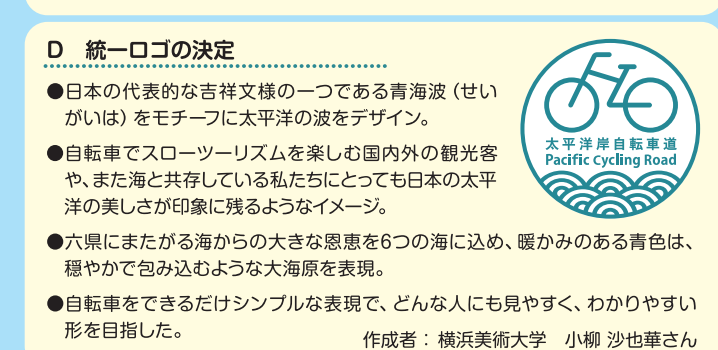 D 統一ロゴの決定
●日本の代表的な吉祥文様の一つである青海波（せい
がいは）をモチーフに太平洋の波をデザイン。
●自転車でスローツーリズムを楽しむ国内外の観光客
や、また海と共存している私たちにとっても日本の太平
洋の美しさが印象に残るようなイメージ。
太平洋岸自転車道
Pacific Cycling Road
●六県にまたがる海からの大きな恩恵を6つの海に込め、暖かみのある青色は、
穏やかで包み込むような大海原を表現。
●自転車をできるだけシンプルな表現で、どんな人にも見やすく、わかりやすい
形を目指した。
作成者：横浜美術大学 小柳 沙也華さん